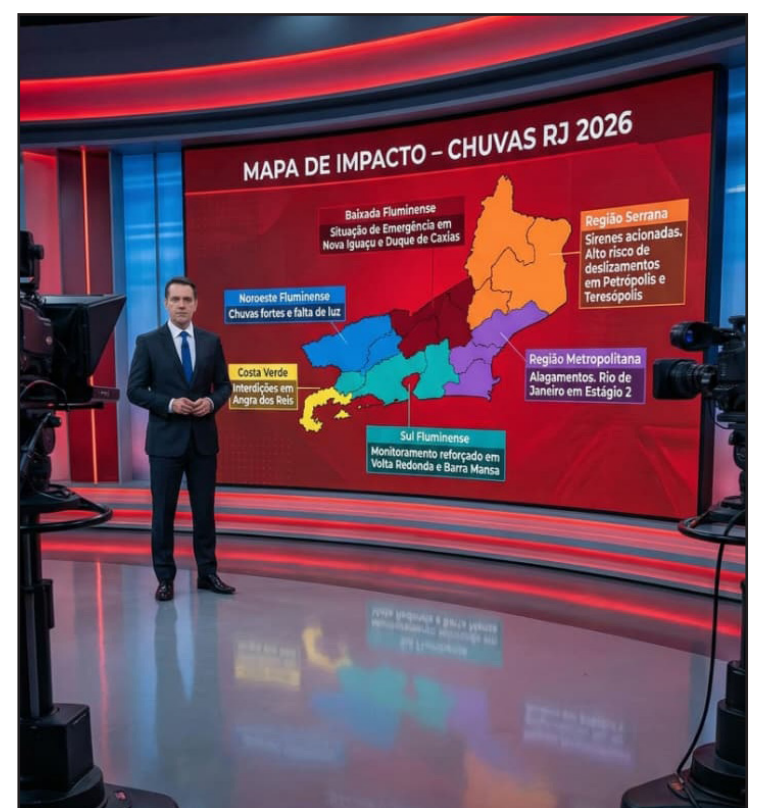 MAPA DE IMPACTO – CHUVAS RJ 2026
Baixada Fluminense
Situação de Emergência em
Nova Iguaçu e Duque de Caxias
Região Serrana
Sirenes acionadas.
Alto risco de
deslizamentos
em Petrópolis e
Teresópolis
Noroeste Fluminense
Chuvas fortes e falta de luz
Região Metropolitana
Alagamentos. Rio de
Janeiro em Estágio 2
Costa Verde
Interdições em
Angra dos Reis
Sul Fluminense
Monitoramento reforçado em
Volta Redonda e Barra Mansa